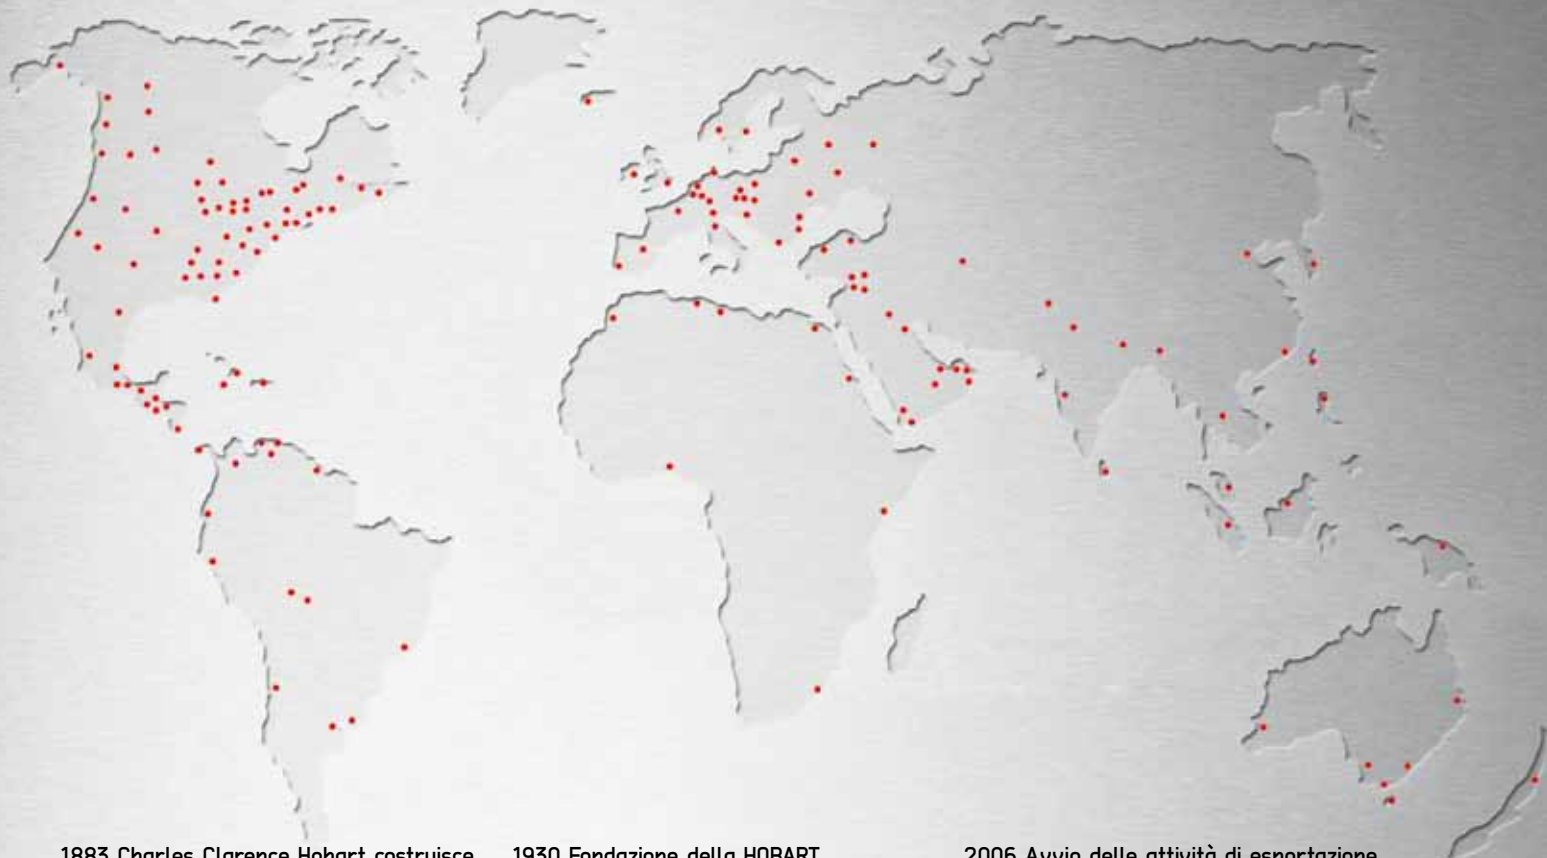 1883 Charles Clarence Hobart costruisce
1930 Fondazione della HOBART
2006 Avvio delle attività di esportazione